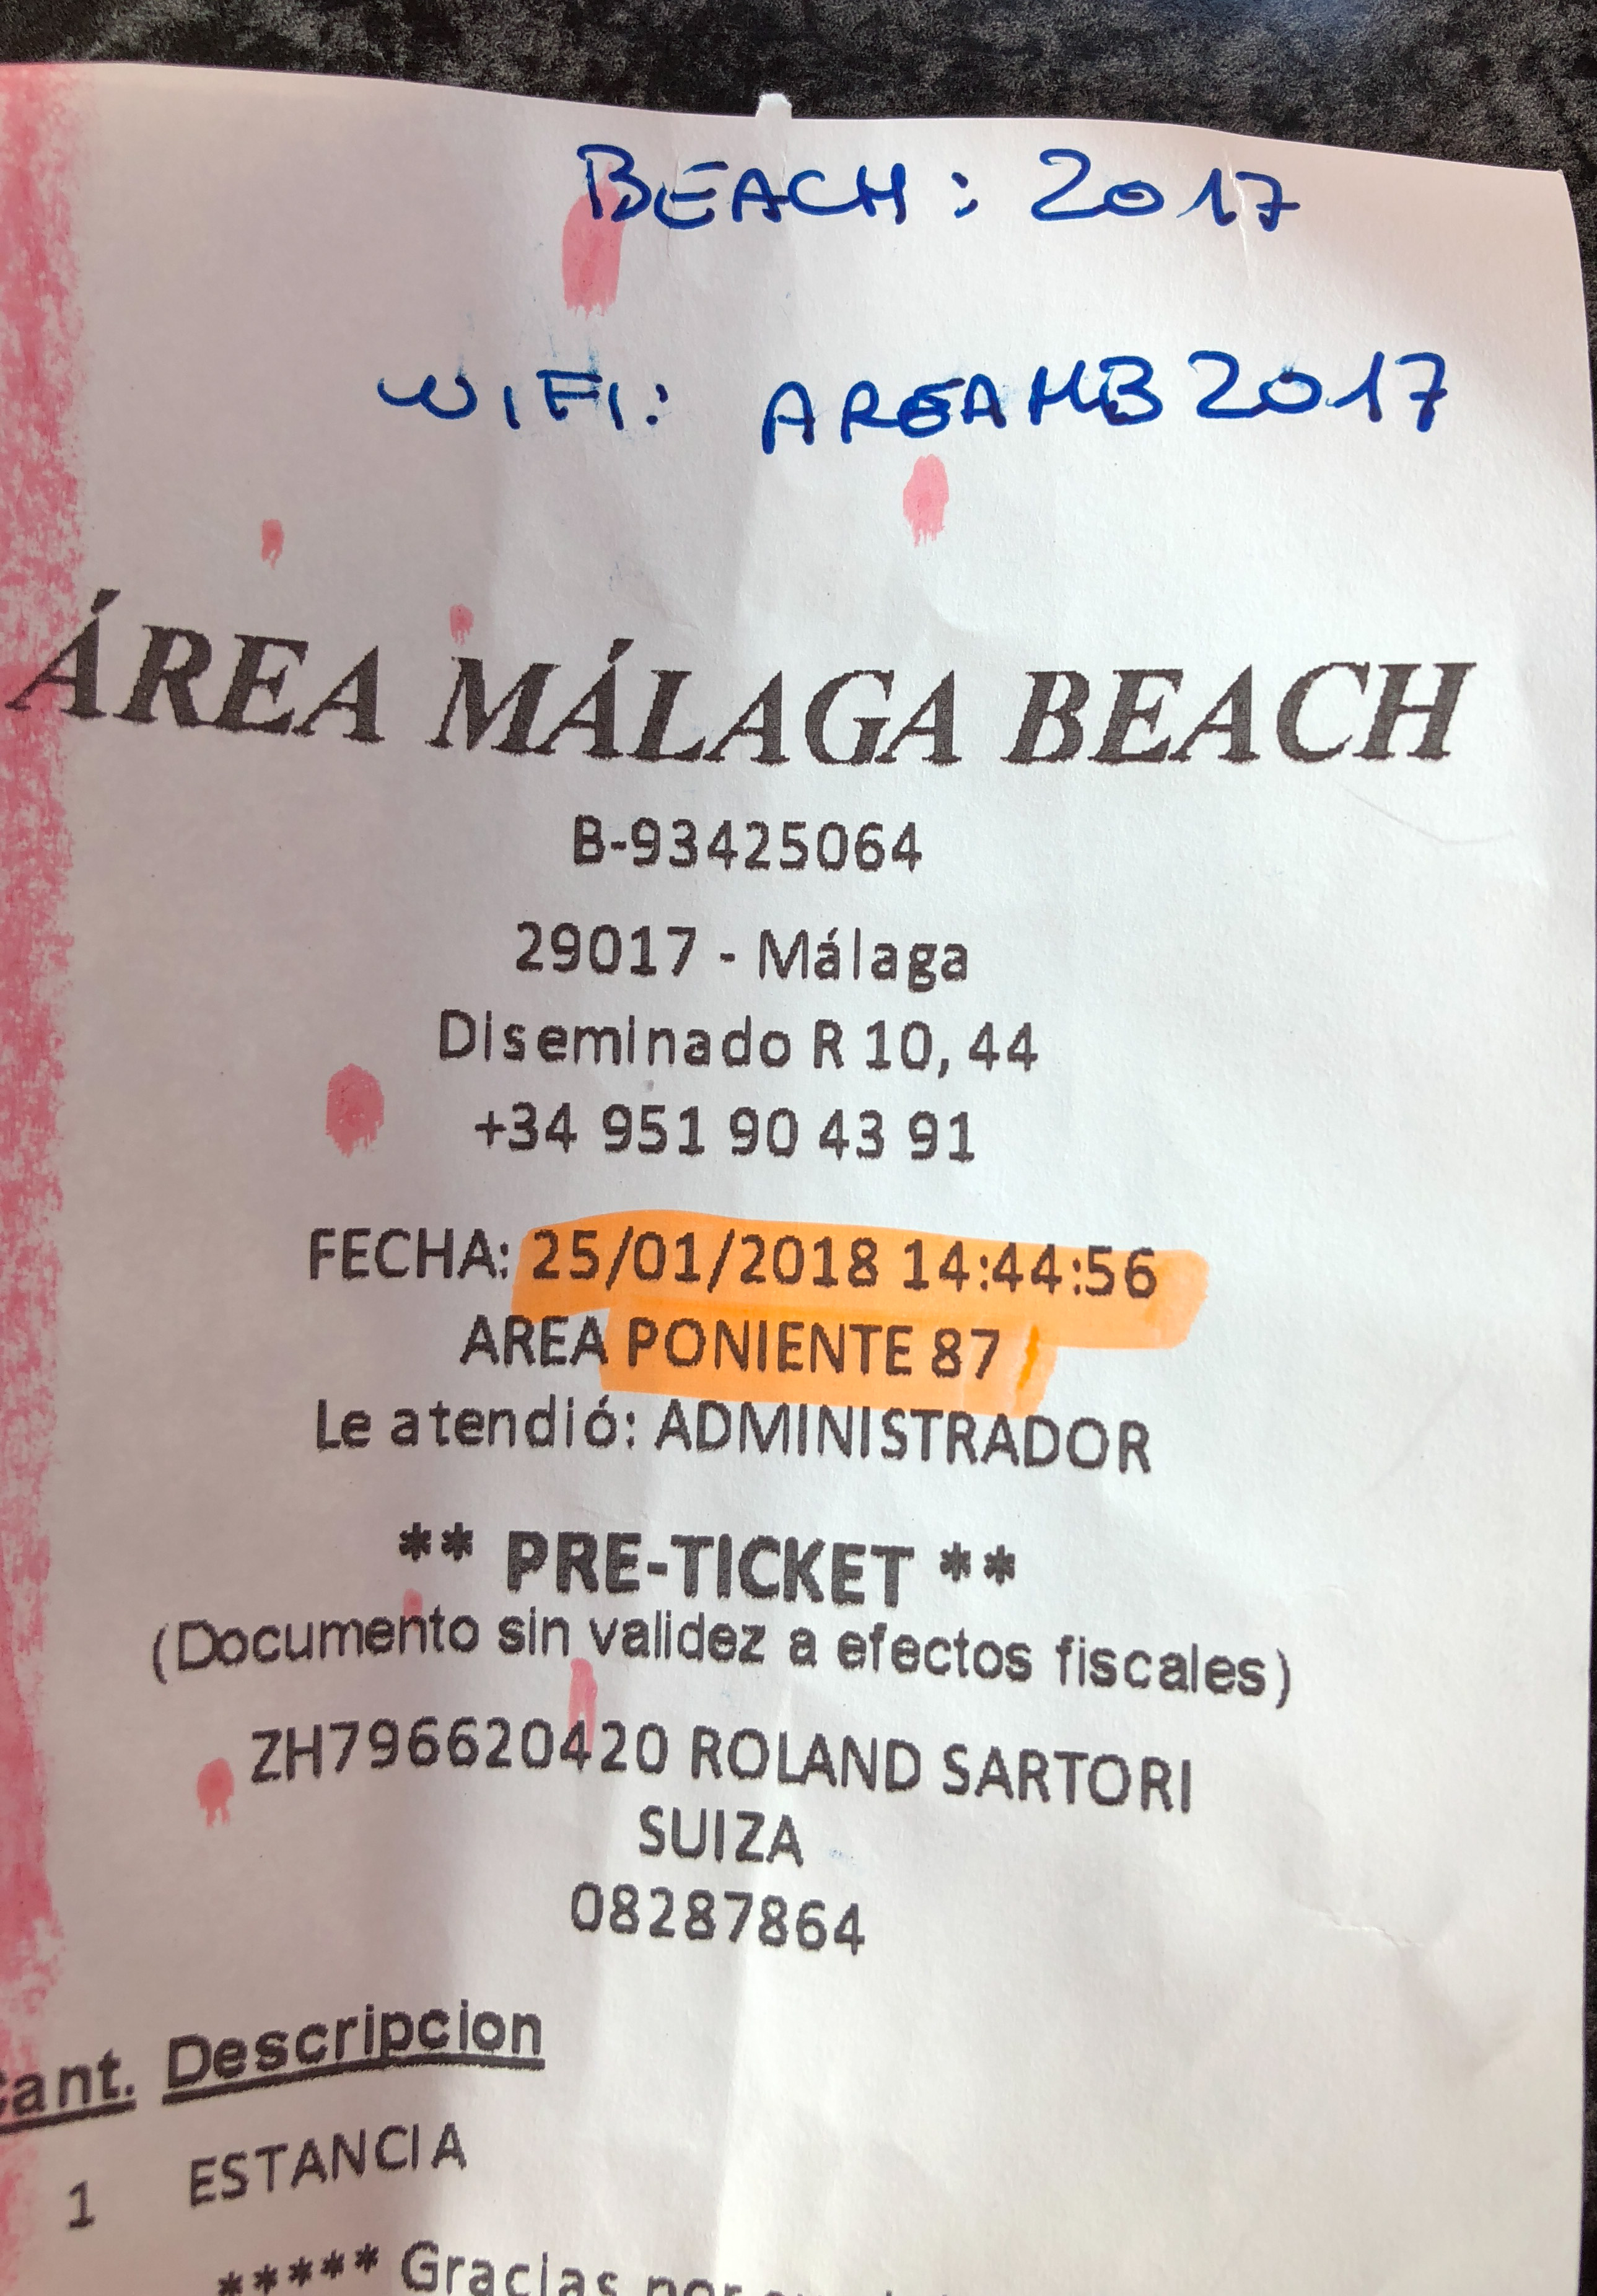 BEACH: 2017
WIFI: AREAMB2017
ÁREA MÁLAGA BEACH
B-93425064
29017 - Málaga
Diseminado R 10, 44
+34 951 90 43 91
FECHA: 25/01/2018 14:44:56
AREA PONIENTE 87
Le atendió: ADMINISTRADOR
** PRE-TICKET **
(Documento sin validez a efectos fiscales)
ZH796620420 ROLAND SARTORI
SUIZA
08287864
Cant. Descripcion
1 ESTANCIA
***** Gracias por